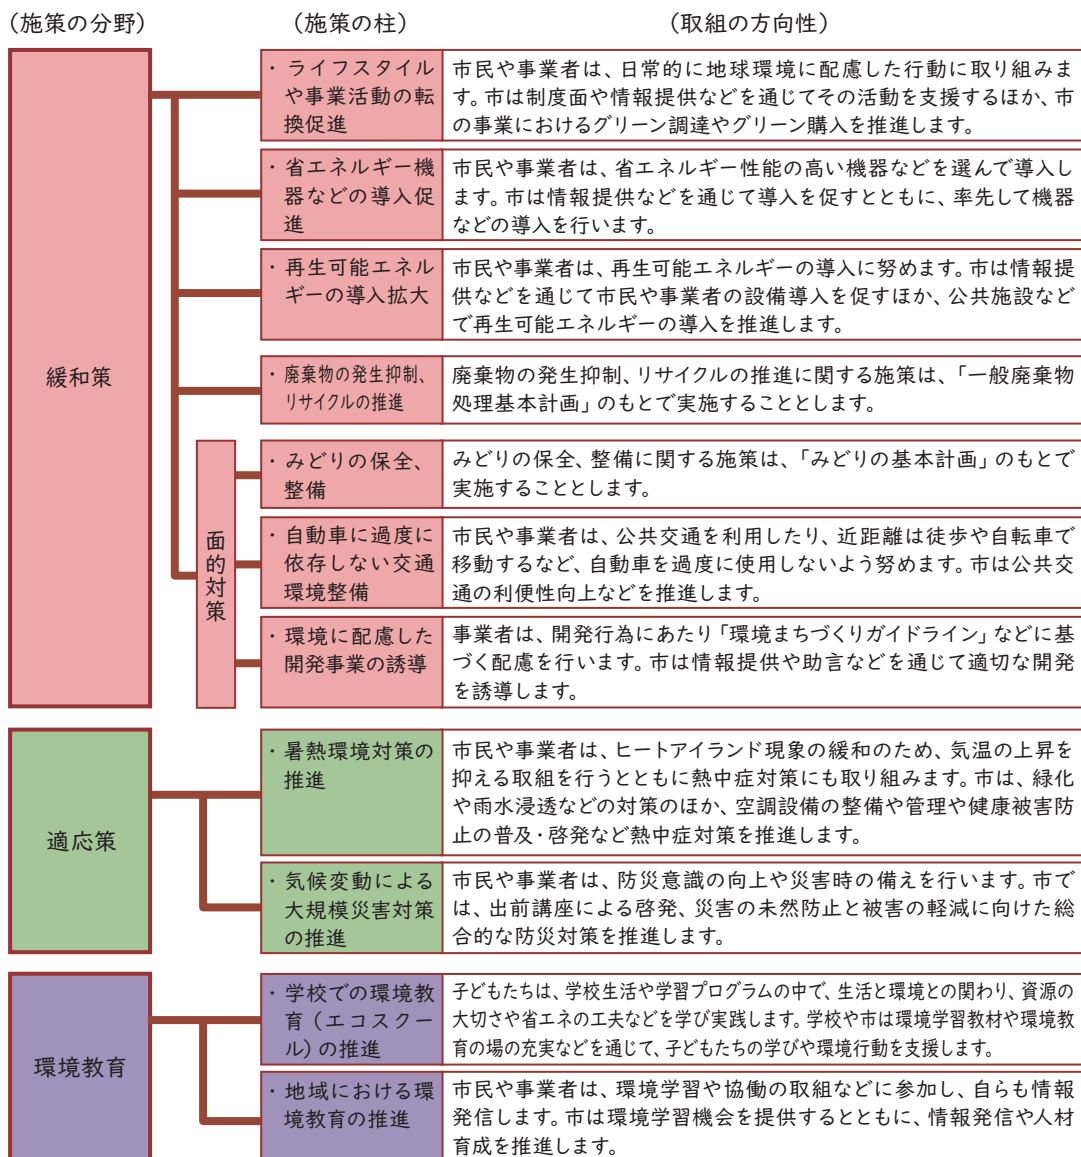 (施策の分野)
(施策の柱)
(取組の方向性)
緩和策
・ライフスタイル
や事業活動の転
換促進
市民や事業者は、日常的に地球環境に配慮した行動に取り組みま
す。市は制度面や情報提供などを通じてその活動を支援するほか、市
の事業におけるグリーン調達やグリーン購入を推進します。
・省エネルギー機
器などの導入促
進
市民や事業者は、省エネルギー性能の高い機器などを選んで導入し
ます。市は情報提供などを通じて導入を促すとともに、率先して機器
などの導入を行います。
・再生可能エネル
ギーの導入拡大
市民や事業者は、再生可能エネルギーの導入に努めます。市は情報提
供などを通じて市民や事業者の設備導入を促すほか、公共施設など
で再生可能エネルギーの導入を推進します。
・廃棄物の発生抑制、
リサイクルの推進
廃棄物の発生抑制、リサイクルの推進に関する施策は、「一般廃棄物
処理基本計画」のもとで実施することとします。
面的対策
・みどりの保全、
整備
みどりの保全、整備に関する施策は、「みどりの基本計画」のもとで
実施することとします。
・自動車に過度に
依存しない交通
環境整備
市民や事業者は、公共交通を利用したり、近距離は徒歩や自転車で
移動するなど、自動車を過度に使用しないよう努めます。市は公共交
通の利便性向上などを推進します。
・環境に配慮した
開発事業の誘導
事業者は、開発行為にあたり「環境まちづくりガイドライン」などに基
づく配慮を行います。市は情報提供や助言などを通じて適切な開発
を誘導します。
適応策
・暑熱環境対策の
推進
市民や事業者は、ヒートアイランド現象の緩和のため、気温の上昇を
抑える取組を行うとともに熱中症対策にも取り組みます。市は、緑化
や雨水浸透などの対策のほか、空調設備の整備や管理や健康被害防
止の普及・啓発など熱中症対策を推進します。
・気候変動による
大規模災害対策
の推進
市民や事業者は、防災意識の向上や災害時の備えを行います。市で
は、出前講座による啓発、災害の未然防止と被害の軽減に向けた総
合的な防災対策を推進します。
環境教育
・学校での環境教
育(エコスクー
ル)の推進
子どもたちは、学校生活や学習プログラムの中で、生活と環境との関わり、資源の
大切さや省エネの工夫などを学び実践します。学校や市は環境学習教材や環境教
育の場の充実などを通じて、子どもたちの学びや環境行動を支援します。
・地域における環
境教育の推進
市民や事業者は、環境学習や協働の取組などに参加し、自らも情報
発信します。市は環境学習機会を提供するとともに、情報発信や人材
育成を推進します。